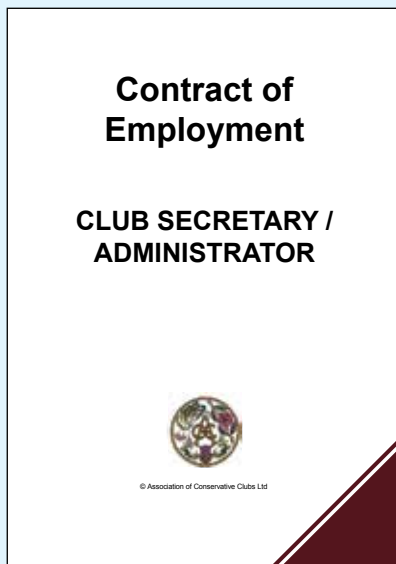 Contract of
Employment
CLUB SECRETARY /
ADMINISTRATOR
© Association of Conservative Clubs Ltd